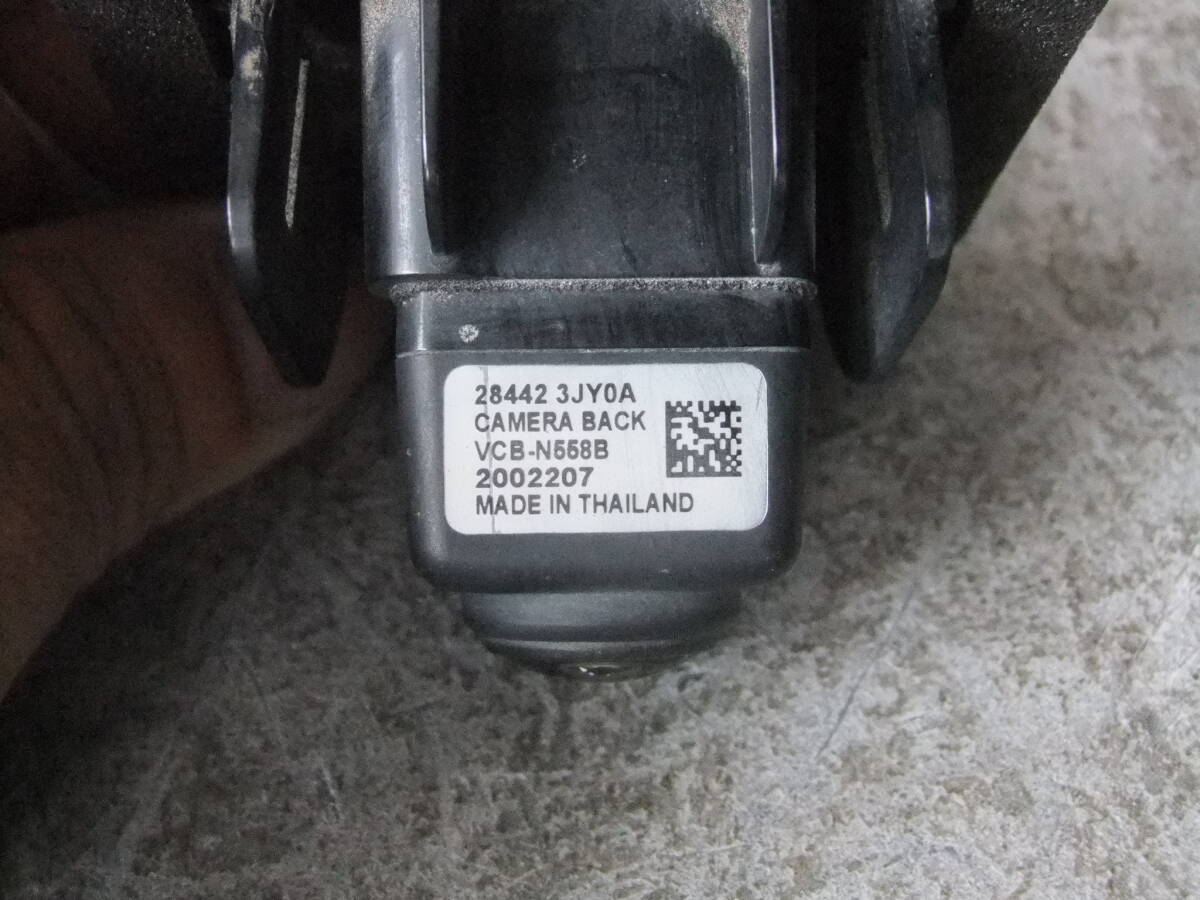 28442 3JY0A
CAMERA BACK
VCB-N558B
2002207
MADE IN THAILAND